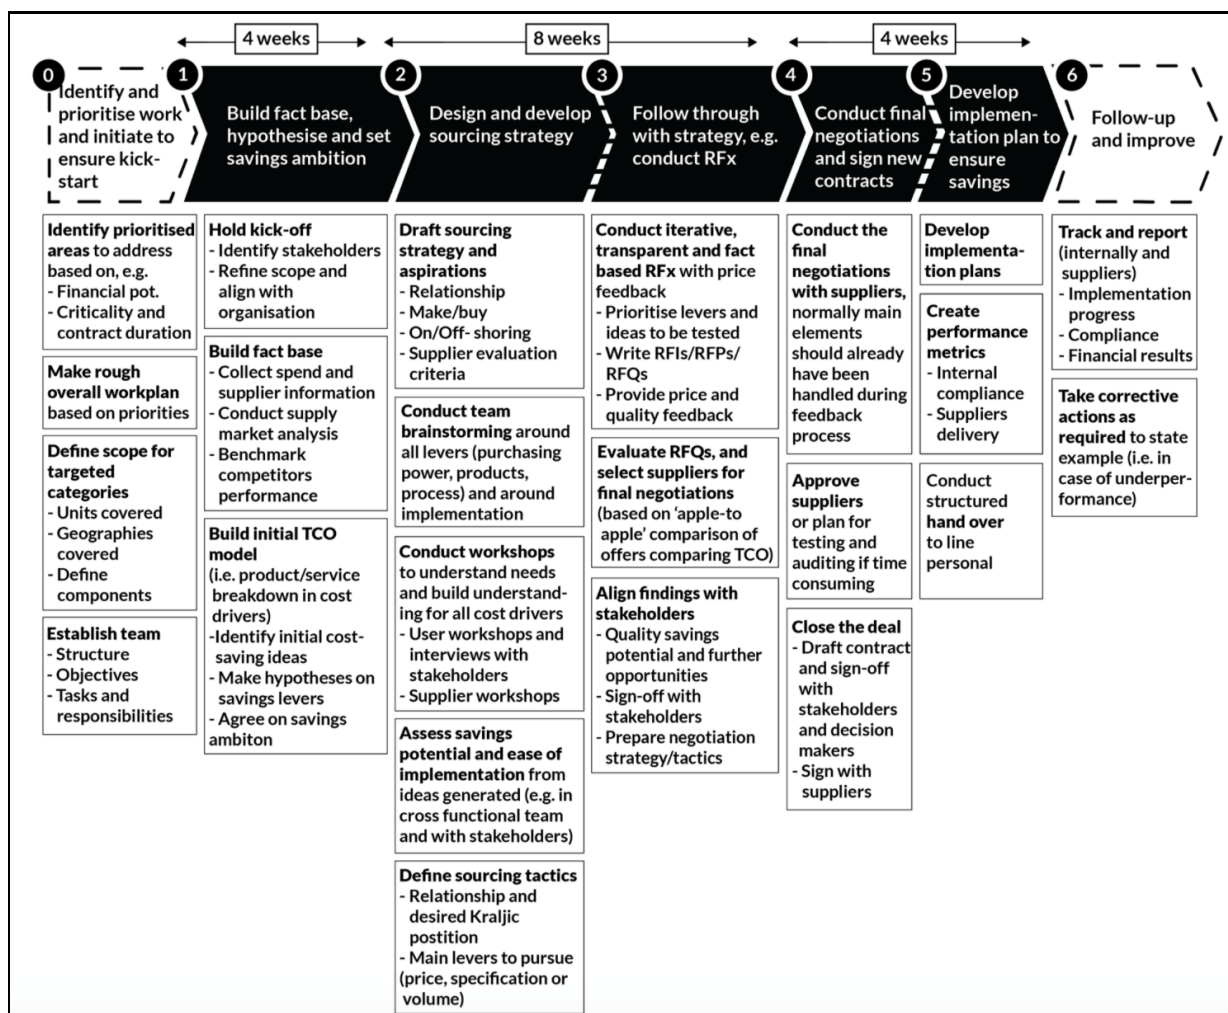 4 weeks
8 weeks
4 weeks
0
Identify and
prioritise work
and initiate to
ensure kick-
start
1
Build fact base,
hypothesise and set
savings ambition
2
Design and develop
sourcing strategy
3
Follow through
with strategy, e.g.
conduct RFx
4
Conduct final
negotiations
and sign new
contracts
5
Develop
implemen-
tation plan to
ensure
savings
6
Follow-up
and improve
Identify prioritised
areas to address
based on, e.g.
- Financial pot.
- Criticality and
contract duration
Make rough
overall workplan
based on priorities
Define scope for
targeted
categories
- Units covered
- Geographies
covered
- Define
components
Establish team
- Structure
- Objectives
- Tasks and
responsibilities
Hold kick-off
- Identify stakeholders
- Refine scope and
align with
organisation
Build fact base
- Collect spend and
supplier information
- Conduct supply
market analysis
- Benchmark
competitors
performance
Build initial TCO
model
(i.e. product/service
breakdown in cost
drivers)
-Identify initial cost-
saving ideas
- Make hypotheses on
savings levers
- Agree on savings
ambiton
Draft sourcing
strategy and
aspirations
- Relationship
- Make/buy
- On/Off- shoring
- Supplier evaluation
criteria
Conduct team
brainstorming around
all levers (purchasing
power, products,
process) and around
implementation
Conduct workshops
to understand needs
and build understand-
ing for all cost drivers
- User workshops and
interviews with
stakeholders
- Supplier workshops
Assess savings
potential and ease of
implementation from
ideas generated (e.g. in
cross functional team
and with stakeholders)
Define sourcing tactics
- Relationship and
desired Kraljic
postition
- Main levers to pursue
(price, specification or
volume)
Conduct iterative,
transparent and fact
based RFx with price
feedback
- Prioritise levers and
ideas to be tested
- Write RFIs/RFPs/
RFQs
- Provide price and
quality feedback
Evaluate RFQs, and
select suppliers for
final negotiations
(based on ‘apple-to
apple’ comparison of
offers comparing TCO)
Align findings with
stakeholders
- Quality savings
potential and further
opportunities
- Sign-off with
stakeholders
- Prepare negotiation
strategy/tactics
Conduct the
final
negotiations
with suppliers,
normally main
elements
should already
have been
handled during
feedback
process
Approve
suppliers
or plan for
testing and
auditing if time
consuming
Close the deal
- Draft contract
and sign-off
with
stakeholders
and decision
makers
- Sign with
suppliers
Develop
implementa-
tion plans
Create
performance
metrics
- Internal
compliance
- Suppliers
delivery
Conduct
structured
hand over
to line
personal
Track and report
(internally and
suppliers)
- Implementation
progress
- Compliance
- Financial results
Take corrective
actions as
required to state
example (i.e. in
case of underper-
formance)